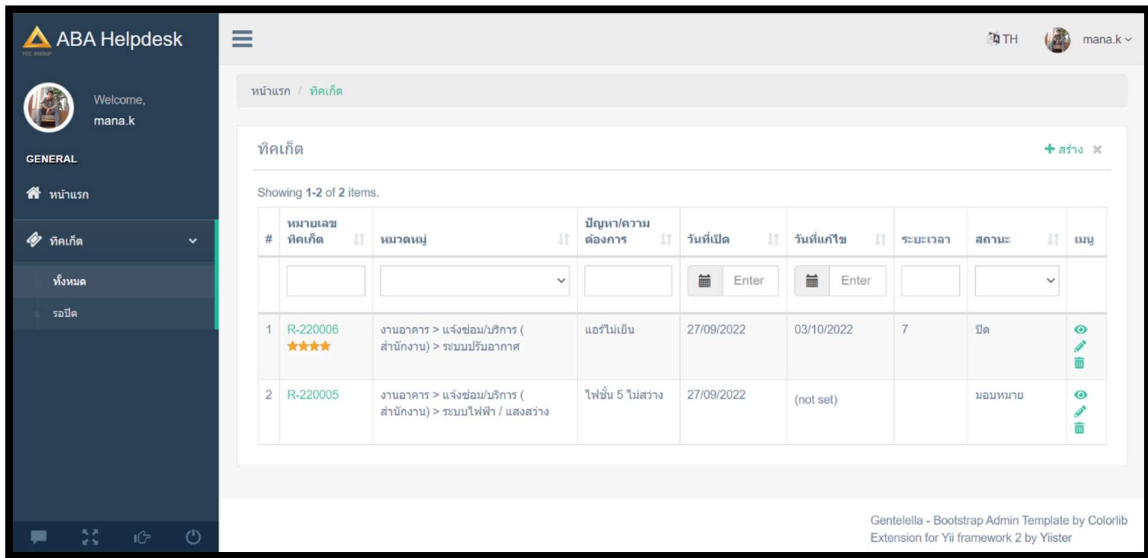 ABA Helpdesk
TH
mana.k
Welcome,
mana.k
GENERAL
หน้าแรก
ทิคเก็ต
ทั้งหมด
รอปิด
หน้าแรก / ทิคเก็ต
ทิคเก็ต
สร้าง
Showing 1-2 of 2 items.
# หมายเลขทิคเก็ต หมวดหมู่ ปัญหา/ความต้องการ วันที่เปิด วันที่แก้ไข ระยะเวลา สถานะ เมนู
Enter Enter
1 R-220006 งานอาคาร > แจ้งซ่อม/บริการ ( แอร์ไม่เย็น 27/09/2022 03/10/2022 7 ปิด
สำนักงาน) > ระบบปรับอากาศ
2 R-220005 งานอาคาร > แจ้งซ่อม/บริการ ( ไฟชั้น 5 ไม่สว่าง 27/09/2022 (not set) มอบหมาย
สำนักงาน) > ระบบไฟฟ้า / แสงสว่าง
Gentelella - Bootstrap Admin Template by Colorlib
Extension for Yii framework 2 by Yiister